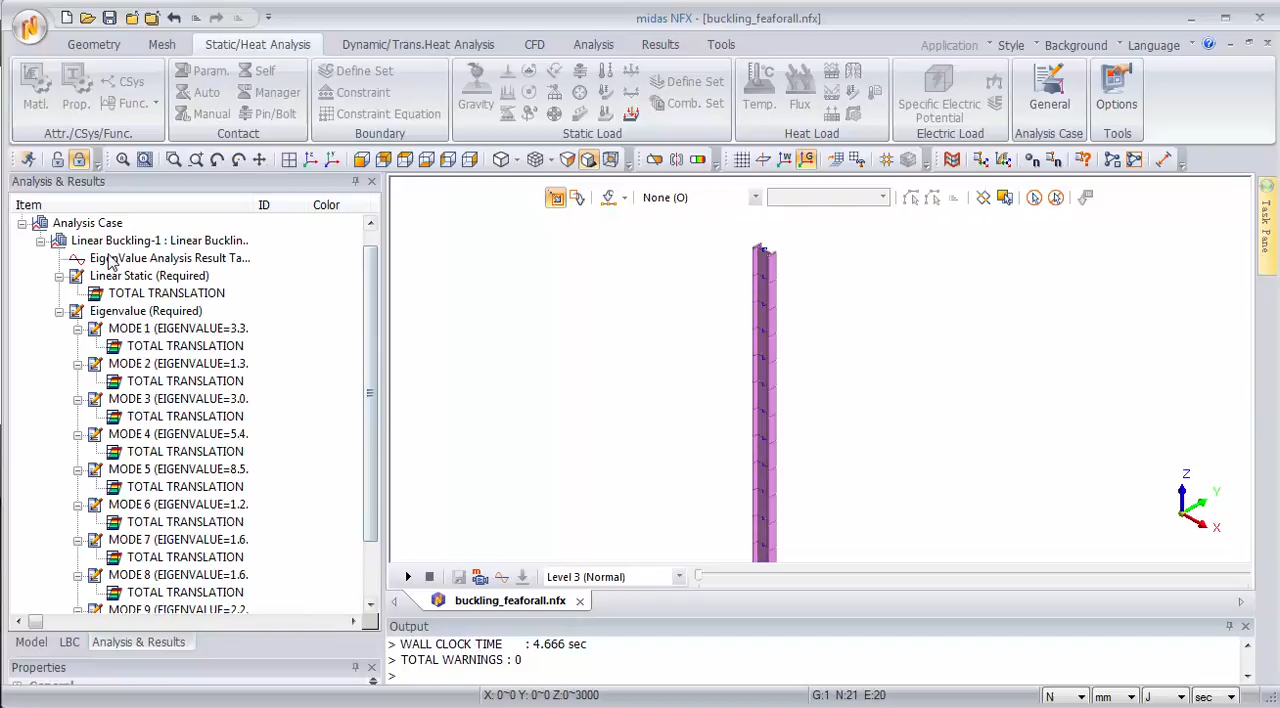 midas NFX - [buckling_feaforall.nfx]
Geometry Mesh Static/Heat Analysis Dynamic/Trans.Heat Analysis CFD Analysis Results Tools Application Style Background Language
Matl. Prop. CSys Func. Param. Auto Manual Self Manager Pin/Bolt Define Set Constraint Constraint Equation Gravity Define Set Comb. Set Temp. Flux Specific Electric Potential General Options
Attr./CSys/Func. Contact Boundary Static Load Heat Load Electric Load Analysis Case Tools
Analysis & Results
Item ID Color
None (O)
Analysis Case
Linear Buckling-1 : Linear Bucklin..
EigenValue Analysis Result Ta...
Linear Static (Required)
TOTAL TRANSLATION
Eigenvalue (Required)
MODE 1 (EIGENVALUE=3.3.
TOTAL TRANSLATION
MODE 2 (EIGENVALUE=1.3.
TOTAL TRANSLATION
MODE 3 (EIGENVALUE=3.0.
TOTAL TRANSLATION
MODE 4 (EIGENVALUE=5.4.
TOTAL TRANSLATION
MODE 5 (EIGENVALUE=8.5.
TOTAL TRANSLATION
MODE 6 (EIGENVALUE=1.2.
TOTAL TRANSLATION
MODE 7 (EIGENVALUE=1.6.
TOTAL TRANSLATION
MODE 8 (EIGENVALUE=1.6.
TOTAL TRANSLATION
MODE 9 (EIGENVALUE=2.2.
Task Pane
Z
Y
X
Level 3 (Normal)
buckling_feaforall.nfx
Output
> WALL CLOCK TIME : 4.666 sec
> TOTAL WARNINGS : 0
>
Model LBC Analysis & Results
Properties
X: 0~0 Y: 0~0 Z:0~3000 G:1 N:21 E:20 N mm J sec